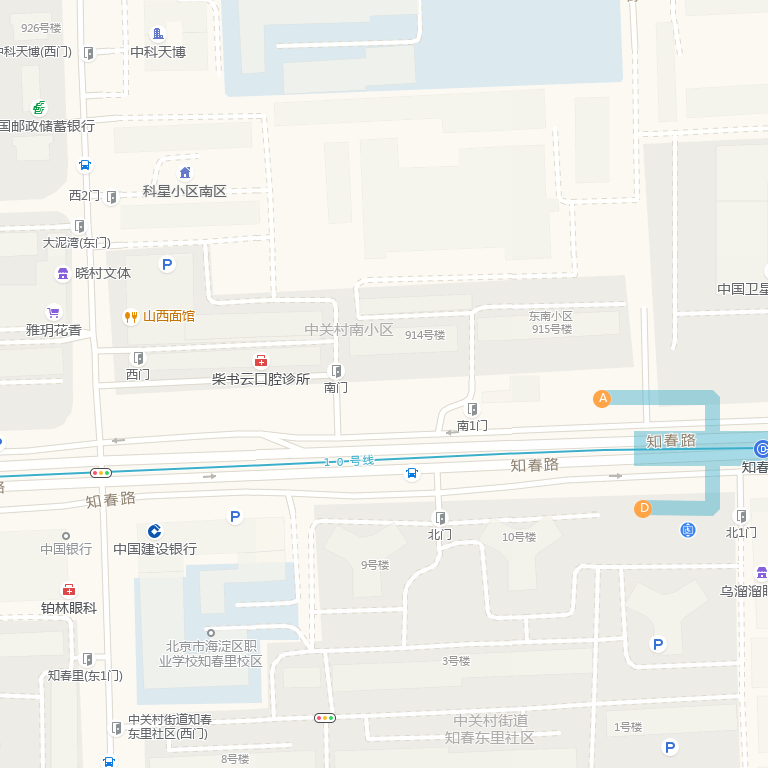 926号楼
中科天博(西门)
中科天博
国邮政储蓄银行
西2门
科星小区南区
大泥湾(东门)
P
晓村文体
中国卫星
雅玥花香
山西面馆
中关村南小区
914号楼
东南小区
915号楼
西门
柴书云口腔诊所
南门
A
南1门
知春路
10号线
知春路
知春
路
知春路
D
P
北门
北1门
中国银行
中国建设银行
10号楼
9号楼
铂林眼科
乌溜溜眼
北京市海淀区职
业学校知春里校区
P
3号楼
知春里(东1门)
中关村街道知春
东里社区(西门)
中关村街道
知春东里社区
1号楼
P
8号楼